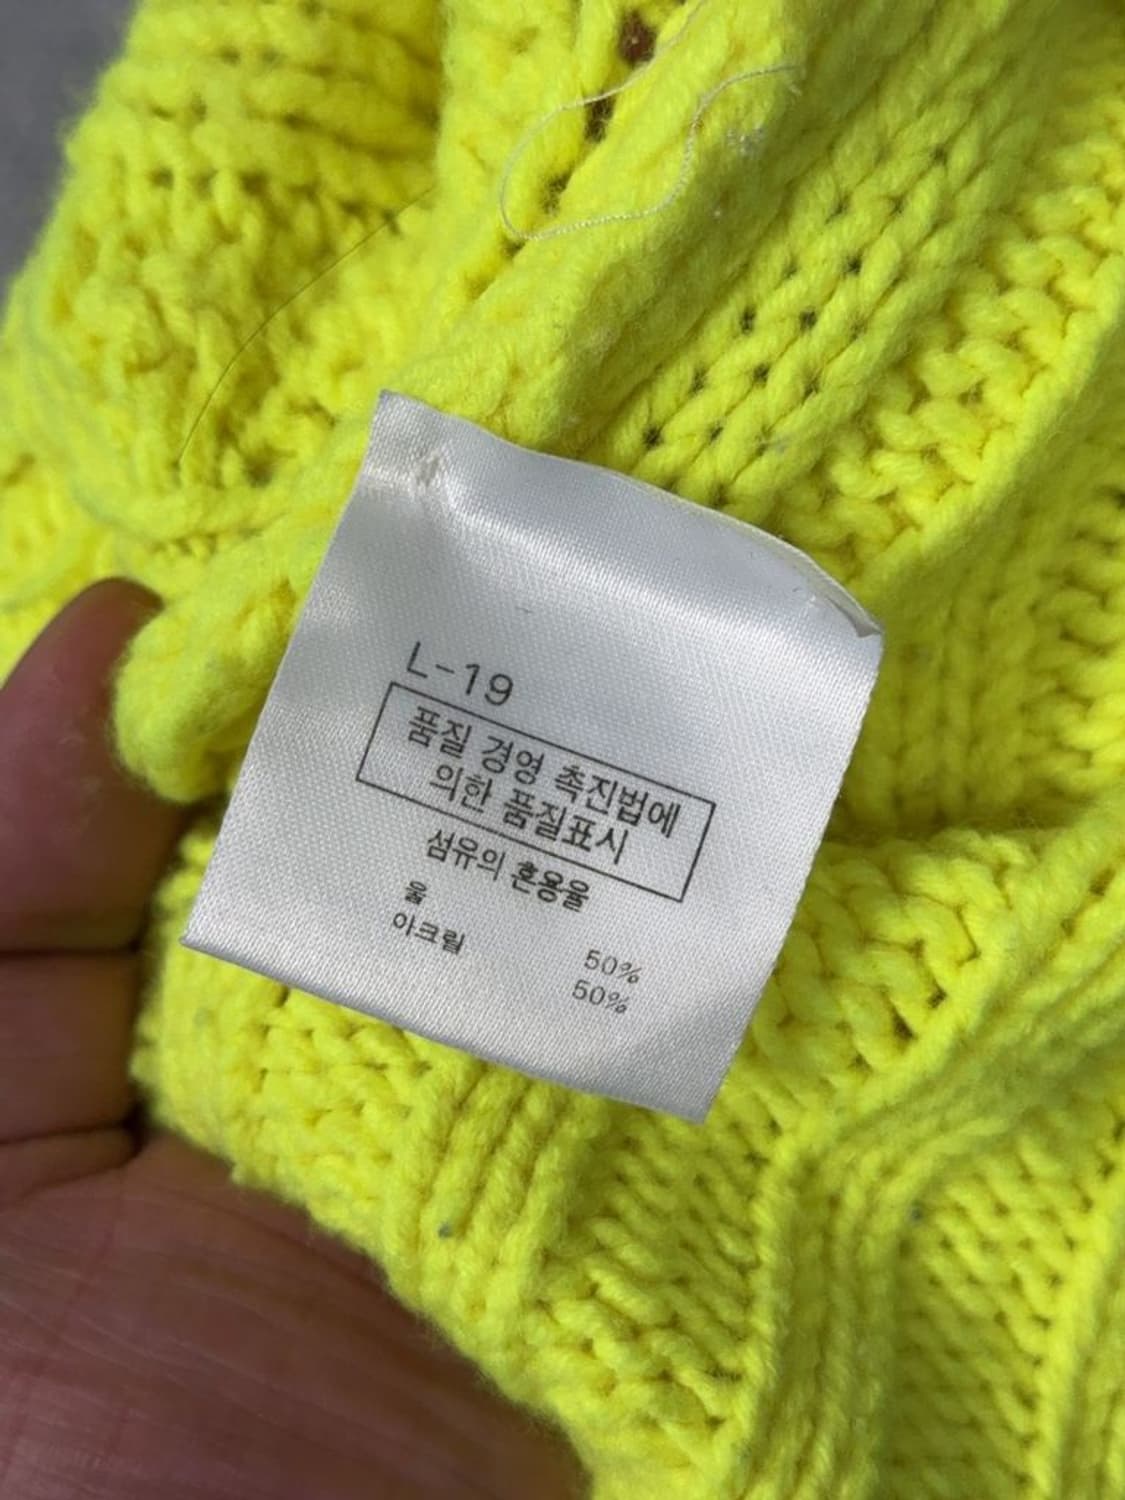 L-19
품질 경영 촉진법에
의한 품질표시
섬유의 혼용율
울
아크릴
50%
50%